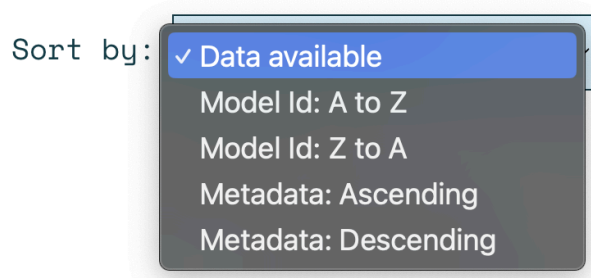 Sort by:
✓ Data available
Model Id: A to Z
Model Id: Z to A
Metadata: Ascending
Metadata: Descending